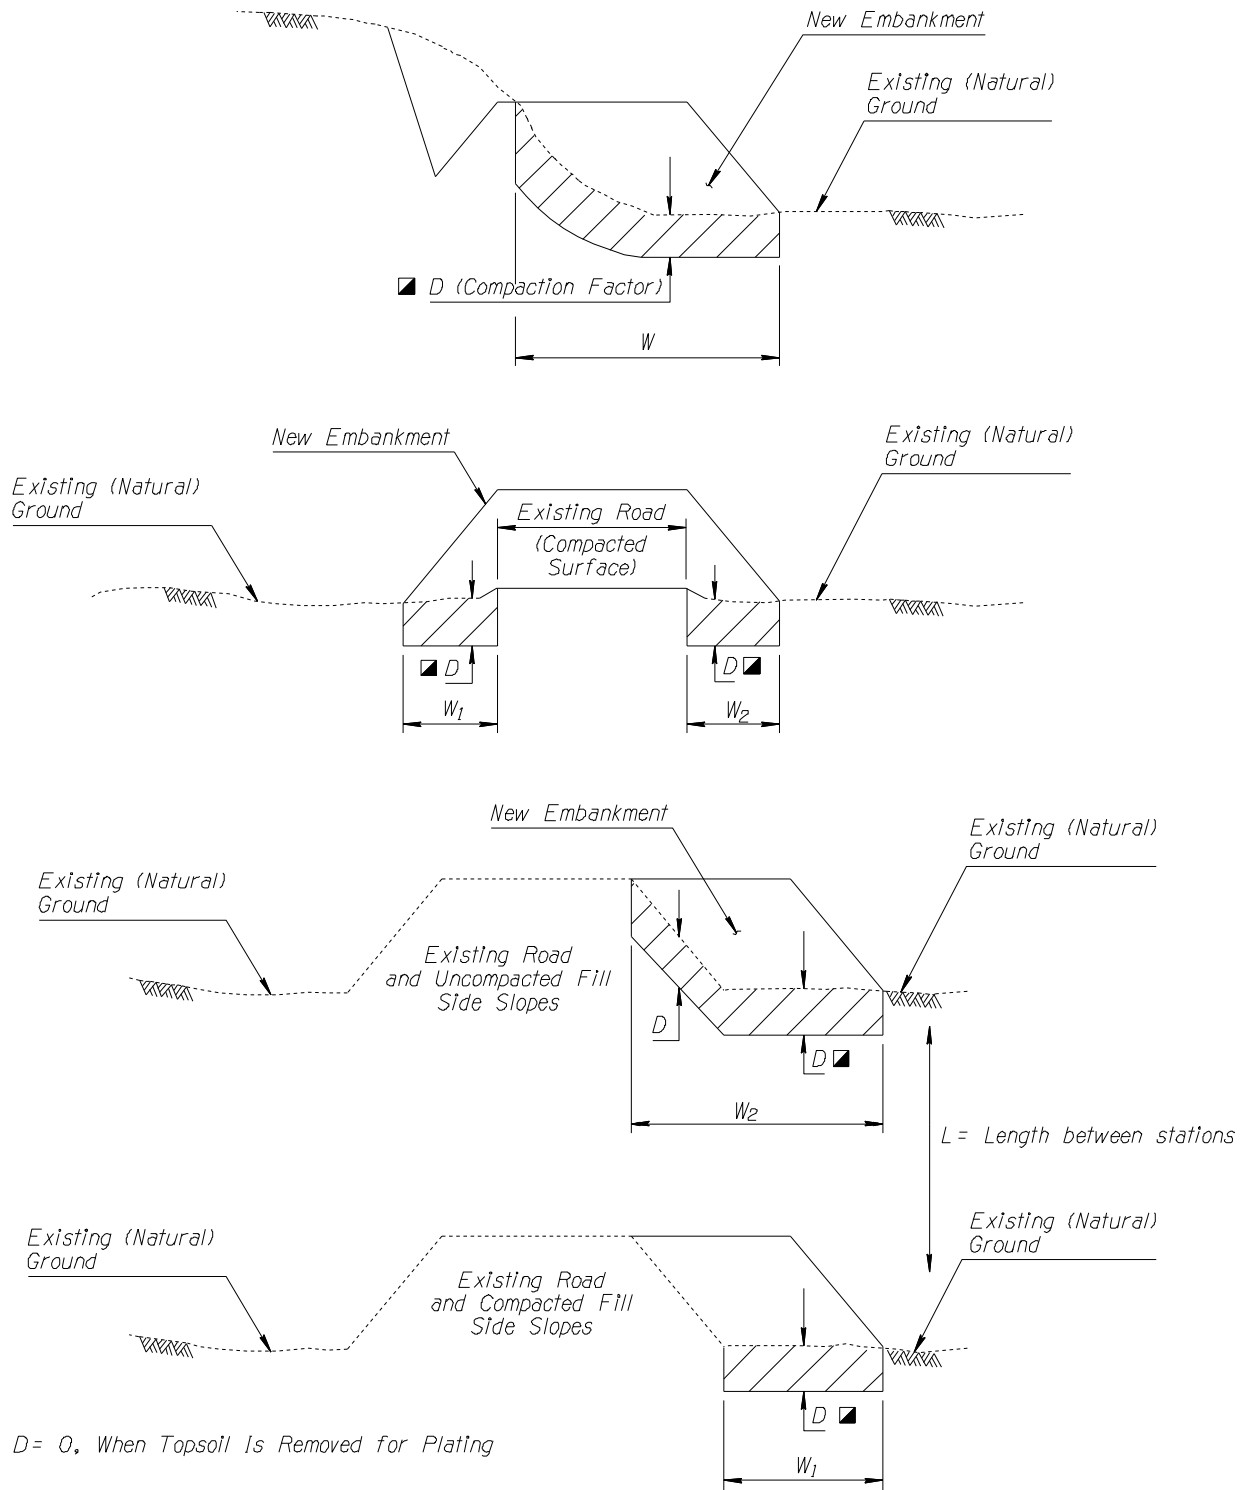 New Embankment
Existing (Natural)
Ground
D (Compaction Factor)
W
New Embankment
Existing (Natural)
Ground
Existing (Natural)
Ground
Existing Road
(Compacted
Surface)
D
D
W1
W2
New Embankment
Existing (Natural)
Ground
Existing (Natural)
Ground
Existing Road
and Uncompacted Fill
Side Slopes
D
D
W2
L= Length between stations
Existing (Natural)
Ground
Existing (Natural)
Ground
Existing Road
and Compacted Fill
Side Slopes
D
D= 0, When Topsoil Is Removed for Plating
W1